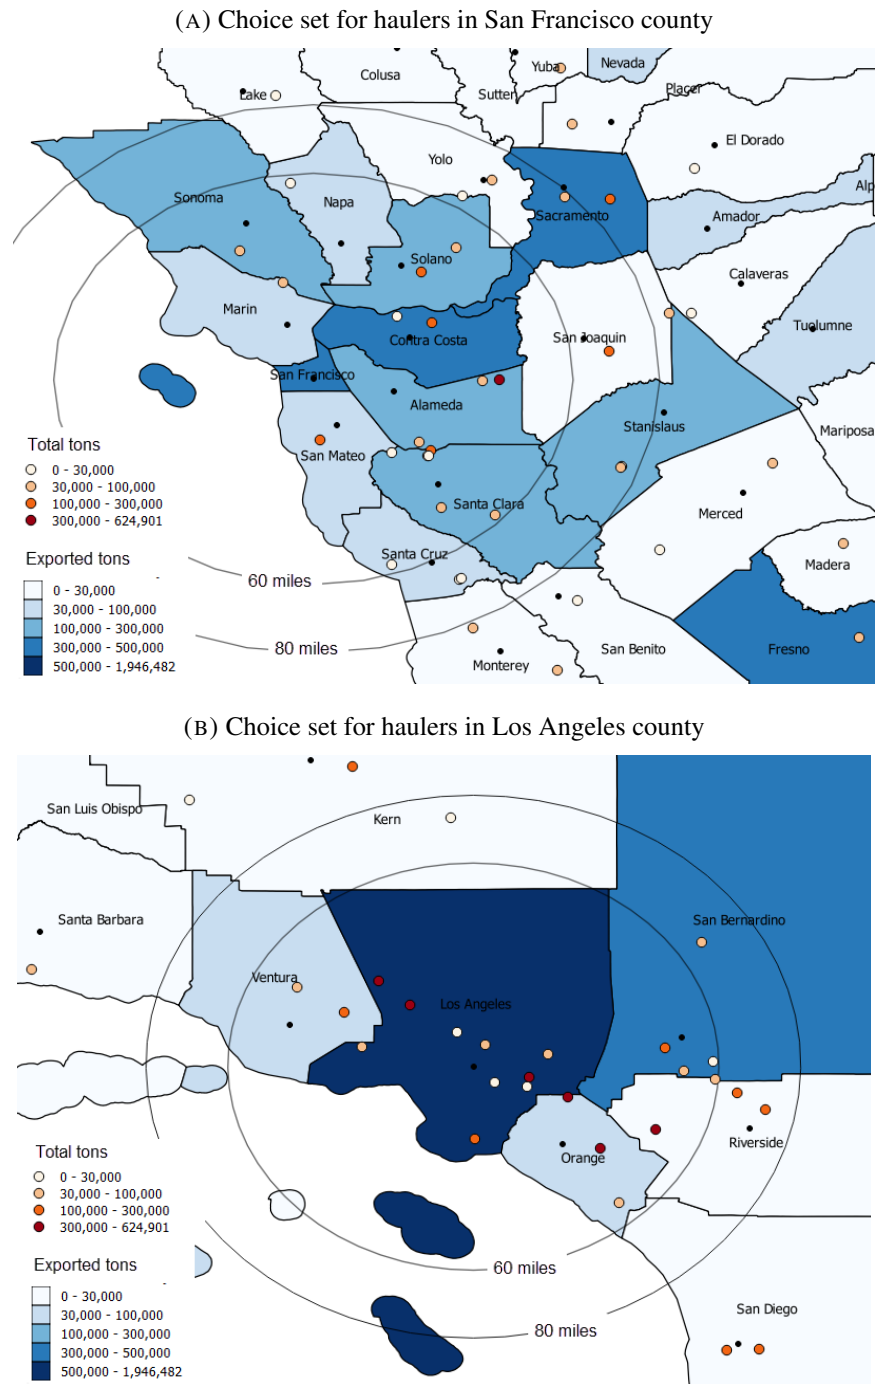 (A) Choice set for haulers in San Francisco county
Colusa
Yuba
Nevada
Lake
Sutter
Placer
El Dorado
Yolo
Sonoma
Napa
Sacramento
Alp
Amador
Solano
Calaveras
Marin
Contra Costa
San Joaquin
Tuolumne
San Francisco
Alameda
Stanislaus
Mariposa
San Mateo
Santa Clara
Merced
Santa Cruz
Madera
60 miles
80 miles
San Benito
Fresno
Monterey
Total tons
0 - 30,000
30,000 - 100,000
100,000 - 300,000
300,000 - 624,901
Exported tons
0 - 30,000
30,000 - 100,000
100,000 - 300,000
300,000 - 500,000
500,000 - 1,946,482
(B) Choice set for haulers in Los Angeles county
San Luis Obispo
Kern
Santa Barbara
San Bernardino
Ventura
Los Angeles
Riverside
Orange
60 miles
San Diego
80 miles
Total tons
0 - 30,000
30,000 - 100,000
100,000 - 300,000
300,000 - 624,901
Exported tons
0 - 30,000
30,000 - 100,000
100,000 - 300,000
300,000 - 500,000
500,000 - 1,946,482